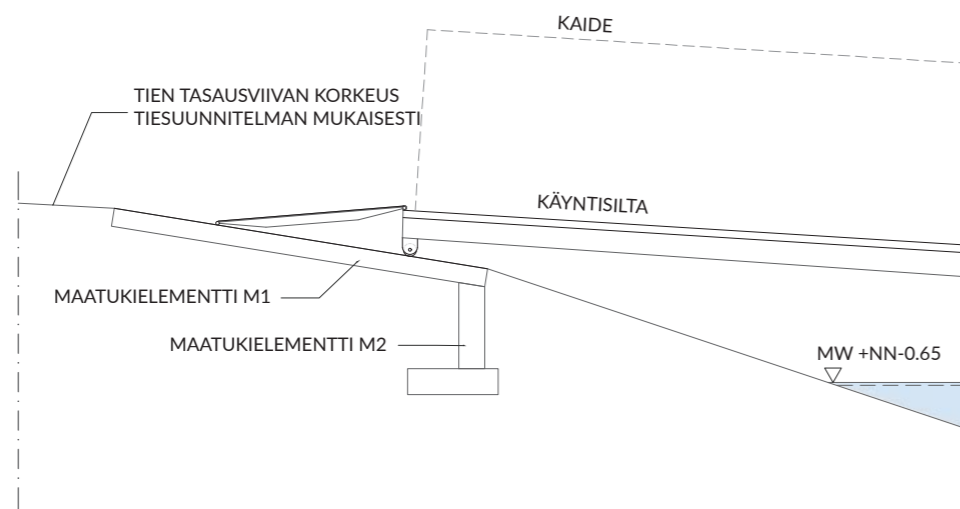 KAIDE
TIEN TASAUSVIIVAN KORKEUS
TIESUUNNITELMAN MUKAISESTI
KÄYNTISILTA
MAATUKIELEMENTTI M1
MAATUKIELEMENTTI M2
MW +NN-0.65